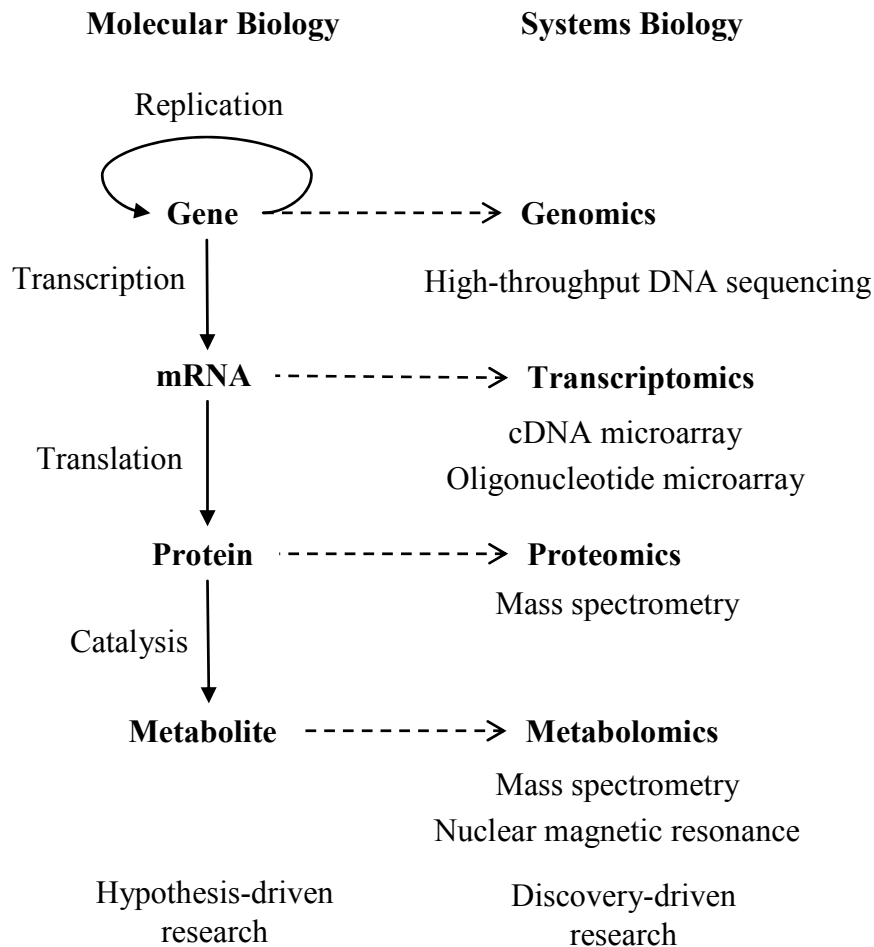 Molecular Biology
Systems Biology
Replication
Gene
Genomics
Transcription
High-throughput DNA sequencing
mRNA
Transcriptomics
cDNA microarray
Translation
Oligonucleotide microarray
Protein
Proteomics
Mass spectrometry
Catalysis
Metabolite
Metabolomics
Mass spectrometry
Nuclear magnetic resonance
Hypothesis-driven
research
Discovery-driven
research